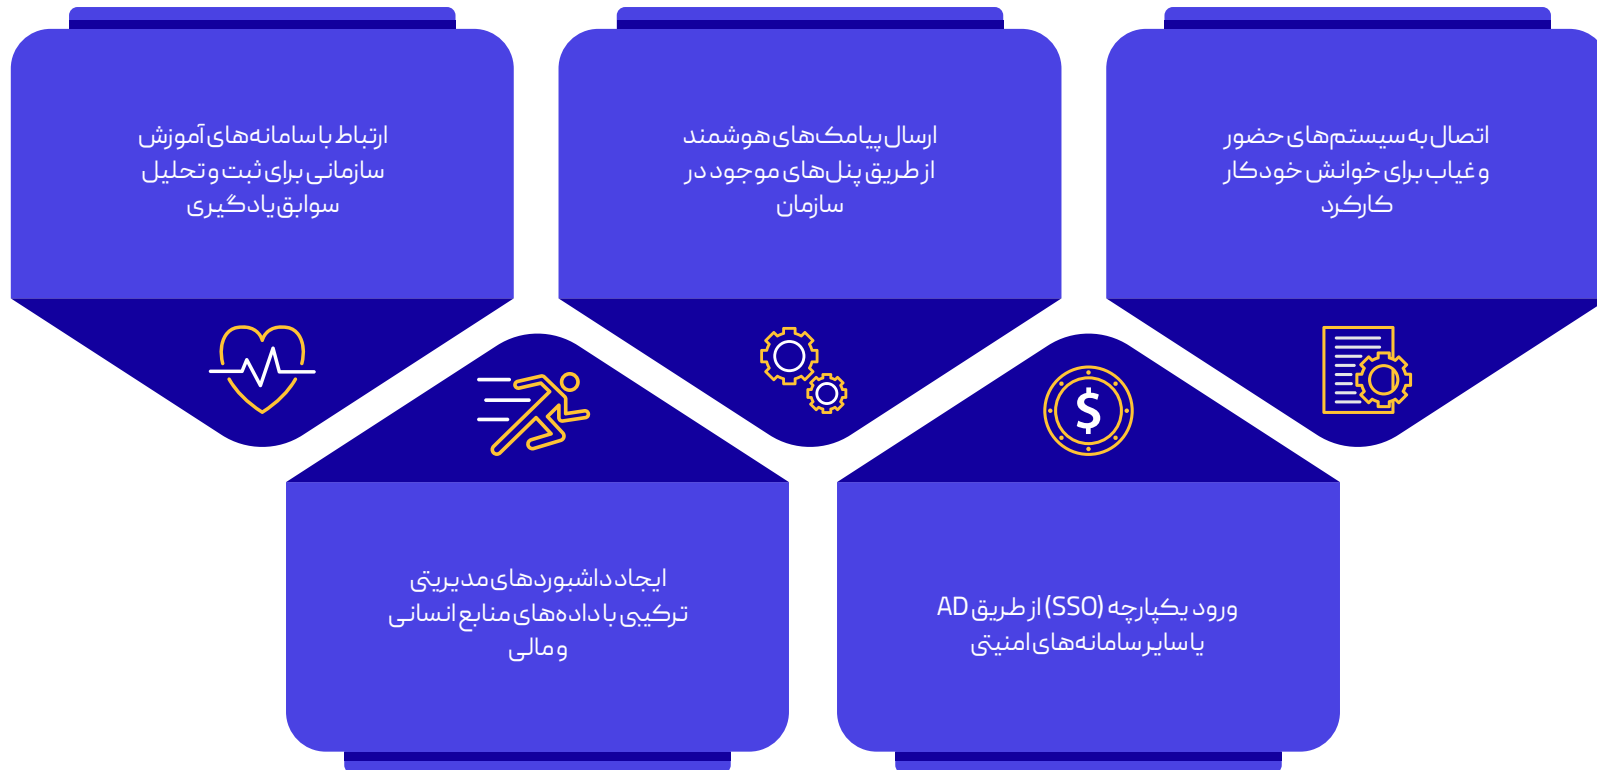 اتصال به سیستم‌های حضور
و غیاب برای خوانش خودکار
کارکرد
ورود یکپارچه (SSO) از طریق AD
یا سایر سامانه‌های امنیتی
ارسال پیامک‌های هوشمند
از طریق پنل‌های موجود در
سازمان
ایجاد داشبوردهای مدیریتی
ترکیبی با داده‌های منابع انسانی
و مالی
ارتباط با سامانه‌های آموزش
سازمانی برای ثبت و تحلیل
سوابق یادگیری